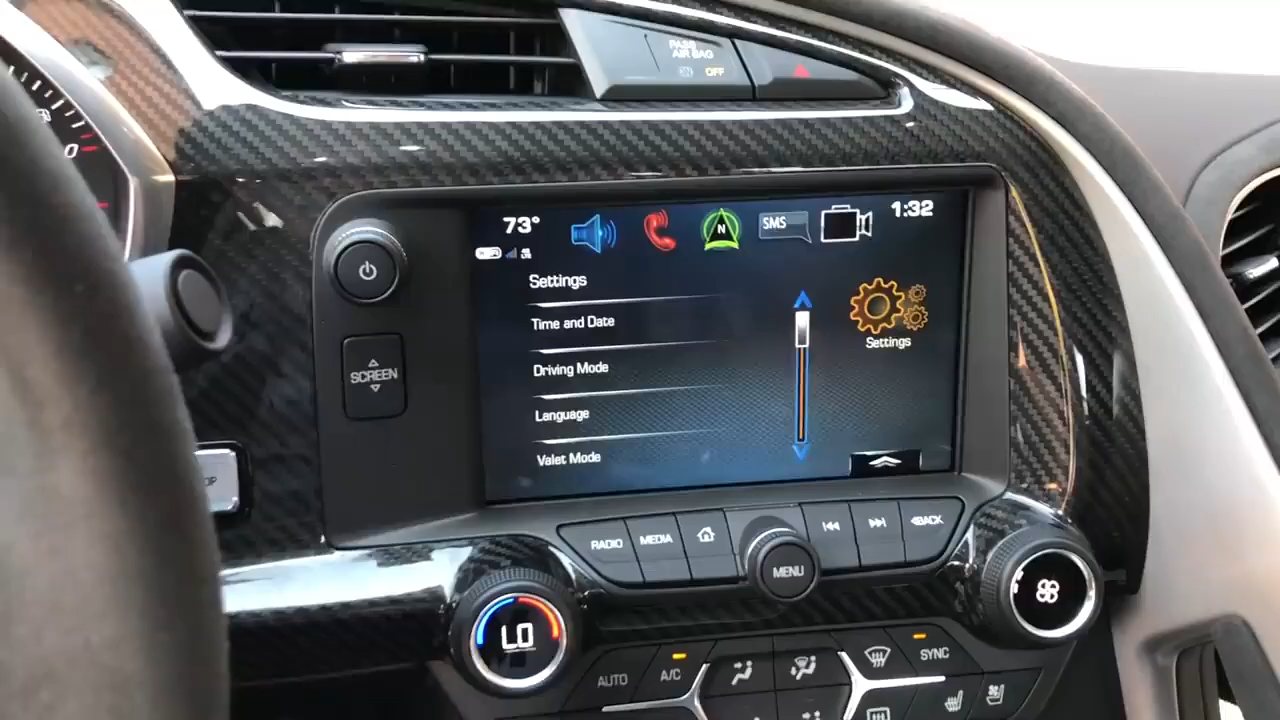 PASS
AIR BAG
ON OFF
73°
N
SMS
1:32
Settings
Time and Date
Driving Mode
Language
Valet Mode
Settings
SCREEN
RADIO
MEDIA
BACK
MENU
LO
AUTO
A/C
SYNC